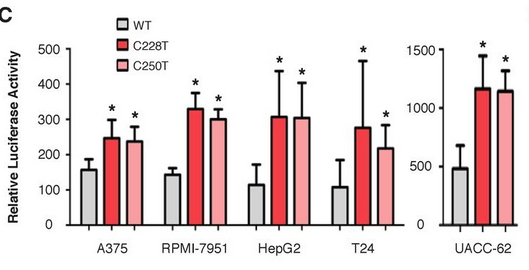 C
WT
C228T
C250T
Relative Luciferase Activity
500
400
300
200
100
0
* * * * * * * *
A375 RPMI-7951 HepG2 T24
1500
1000
500
0
* *
UACC-62